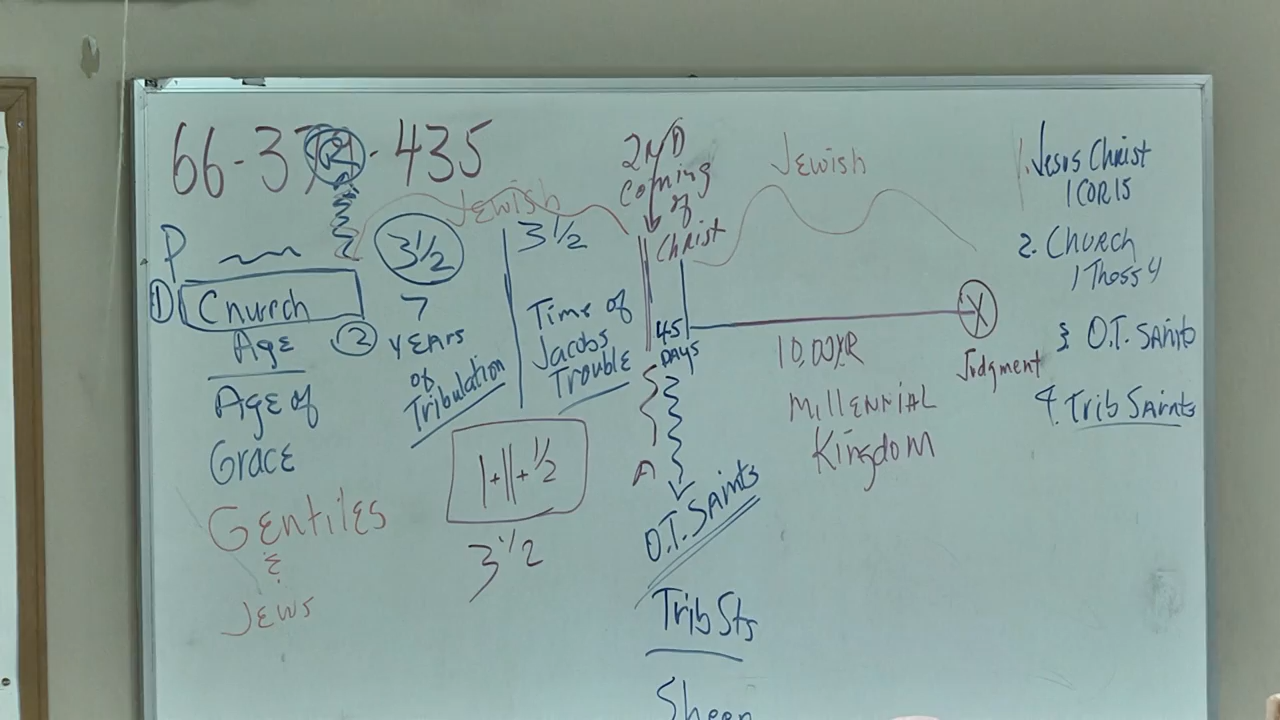 66-3 - 435
2ND
Coming
of
Christ
Jewish
Jewish
1. Jesus Christ
1 COR 15
2. Church
1 Thess 4
3 O.T. SAints
4. Trib SAints
P
3 1/2
3 1/2
1
Church
2
Age
7
YEArs
of
Tribulation
Time of
Jacobs
Trouble
45
DAYS
Age of
Grace
Gentiles
&
Jews
1+11+1/2
3 1/2
A
O.T. SAints
Trib Sts
Sheep
X
Judgment
MillENNiAL
Kingdom